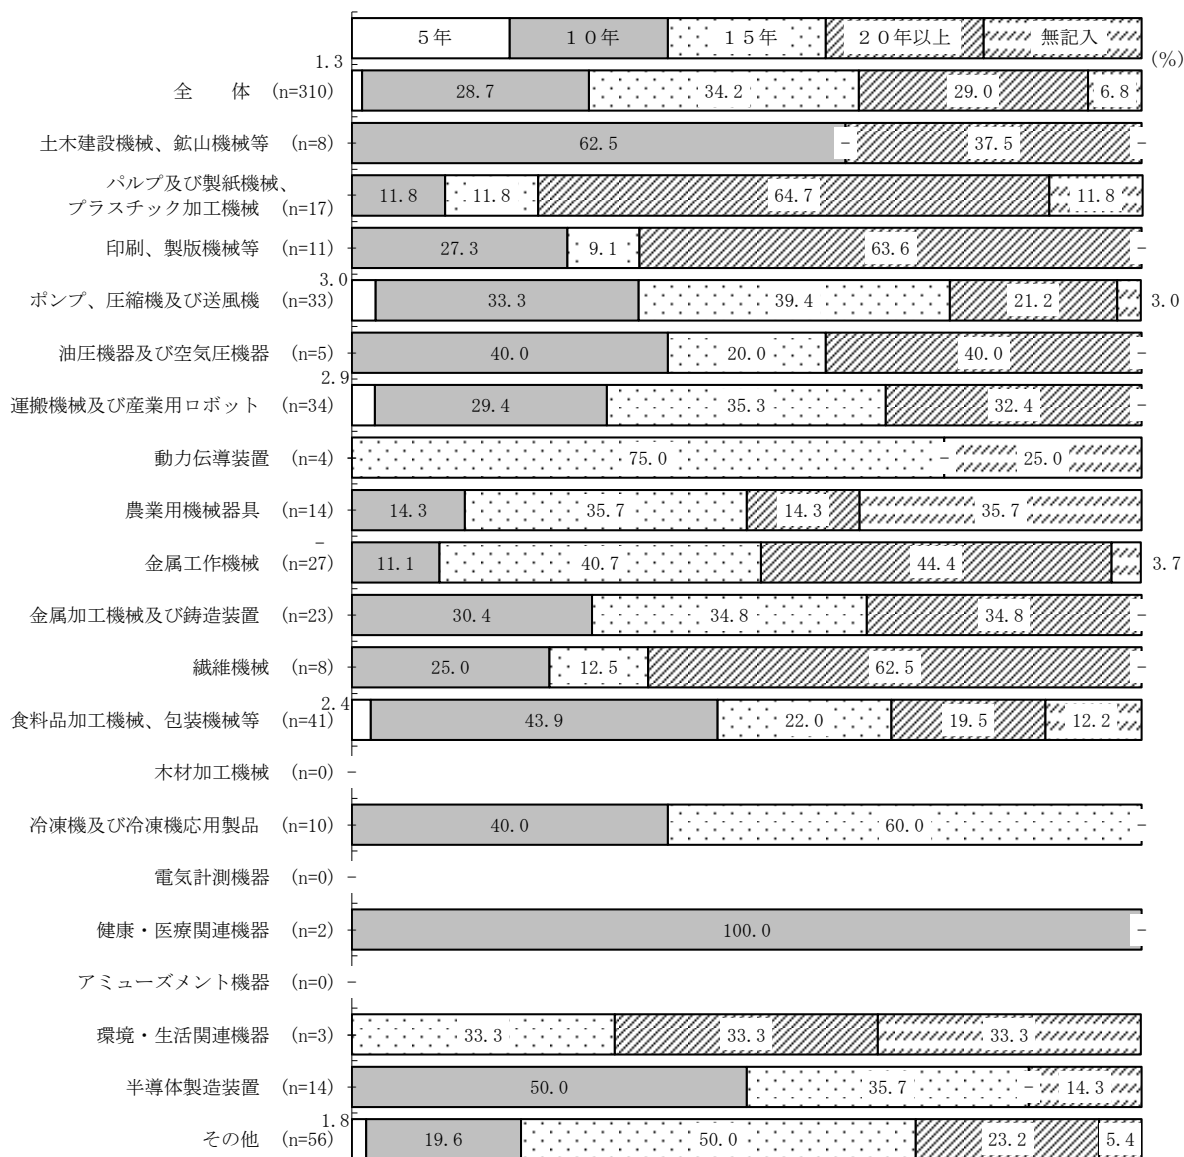 ５年 １０年 １５年 ２０年以上 無記入
(%)
1.3
全　　体 (n=310) 28.7 34.2 29.0 6.8
土木建設機械、鉱山機械等 (n=8) － 62.5 － 37.5 －
パルプ及び製紙機械、
プラスチック加工機械 (n=17) － 11.8 11.8 64.7 11.8
印刷、製版機械等 (n=11) － 27.3 9.1 63.6 －
3.0
ポンプ、圧縮機及び送風機 (n=33) 33.3 39.4 21.2 3.0
油圧機器及び空気圧機器 (n=5) － 40.0 20.0 40.0 －
2.9
運搬機械及び産業用ロボット (n=34) 29.4 35.3 32.4 －
動力伝導装置 (n=4) － 75.0 － 25.0
農業用機械器具 (n=14) － 14.3 35.7 14.3 35.7
－
金属工作機械 (n=27) 11.1 40.7 44.4 3.7
金属加工機械及び鋳造装置 (n=23) － 30.4 34.8 34.8 －
繊維機械 (n=8) － 25.0 12.5 62.5 －
2.4
食料品加工機械、包装機械等 (n=41) 43.9 22.0 19.5 12.2
木材加工機械 (n=0) －
冷凍機及び冷凍機応用製品 (n=10) － 40.0 60.0 －
電気計測機器 (n=0) －
健康・医療関連機器 (n=2) － 100.0 －
アミューズメント機器 (n=0) －
環境・生活関連機器 (n=3) － 33.3 33.3 33.3
半導体製造装置 (n=14) － 50.0 35.7 － 14.3
1.8
その他 (n=56) 19.6 50.0 23.2 5.4